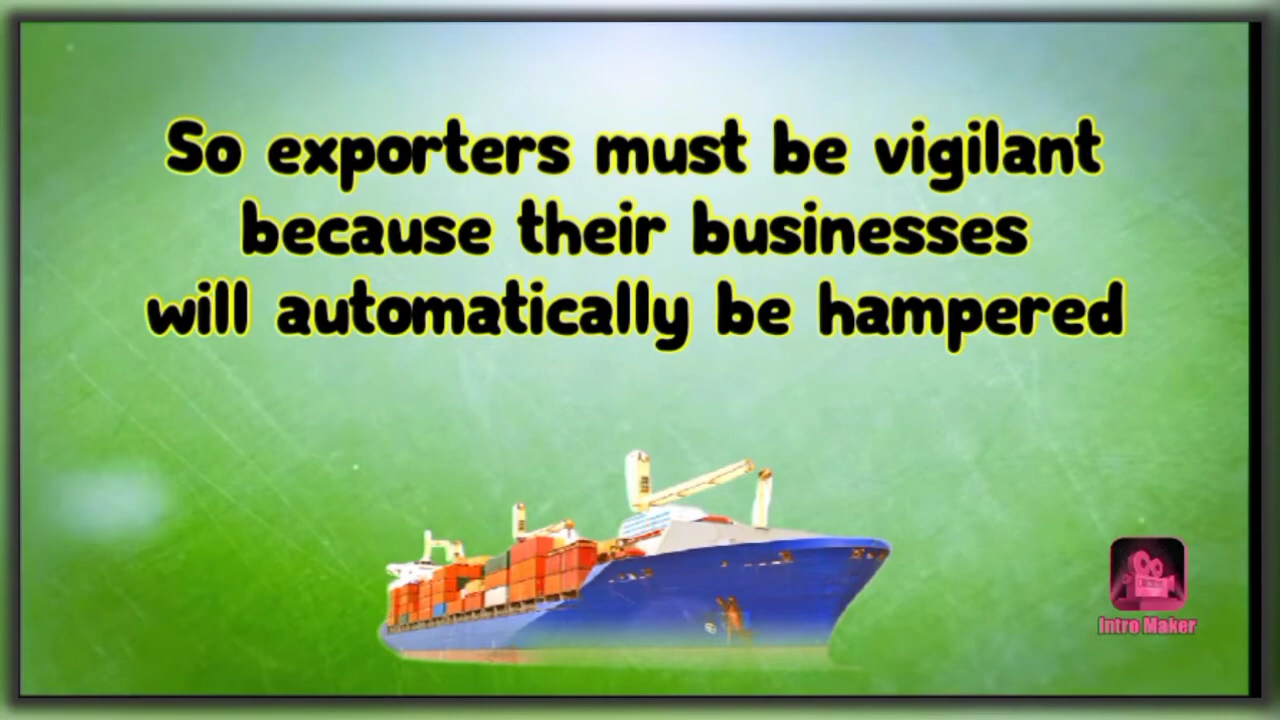 So exporters must be vigilant
because their businesses
will automatically be hampered
Intro Maker